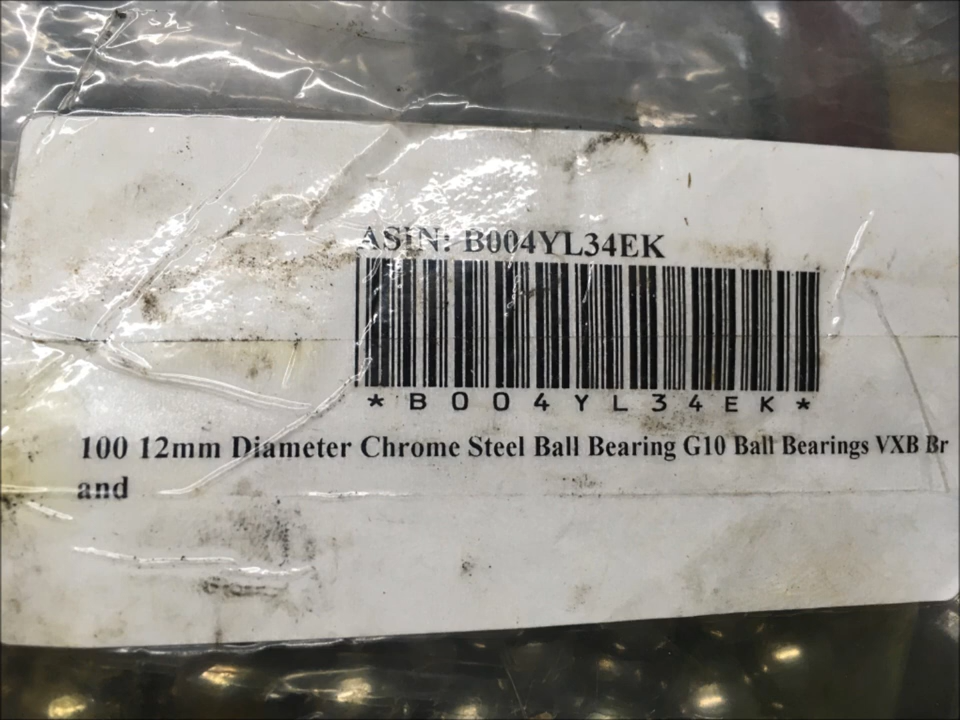 ASIN: B004YL34EK
*B004YL34EK*
100 12mm Diameter Chrome Steel Ball Bearing G10 Ball Bearings VXB Br
and